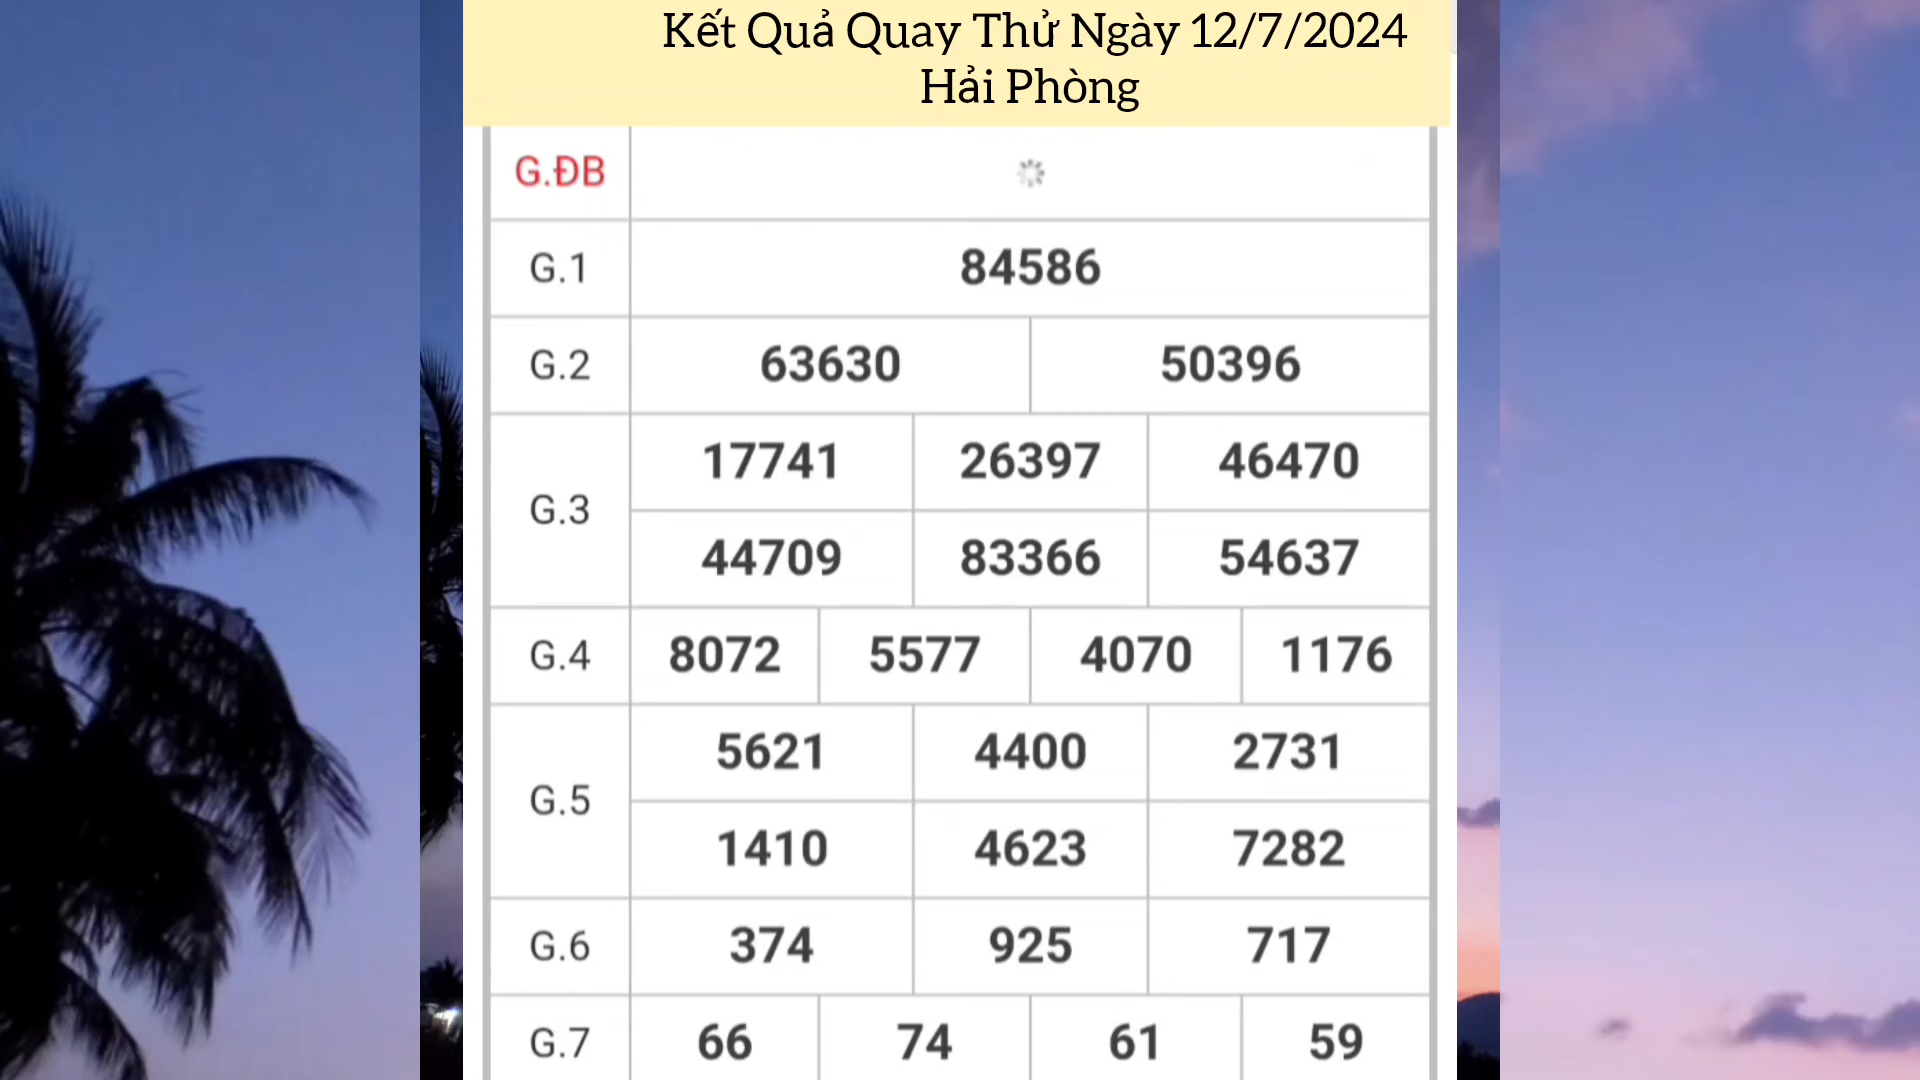 Kết Quả Quay Thử Ngày 12/7/2024
Hải Phòng
G.ĐB
G.1 84586
G.2 63630 50396
G.3 17741 26397 46470
44709 83366 54637
G.4 8072 5577 4070 1176
G.5 5621 4400 2731
1410 4623 7282
G.6 374 925 717
G.7 66 74 61 59